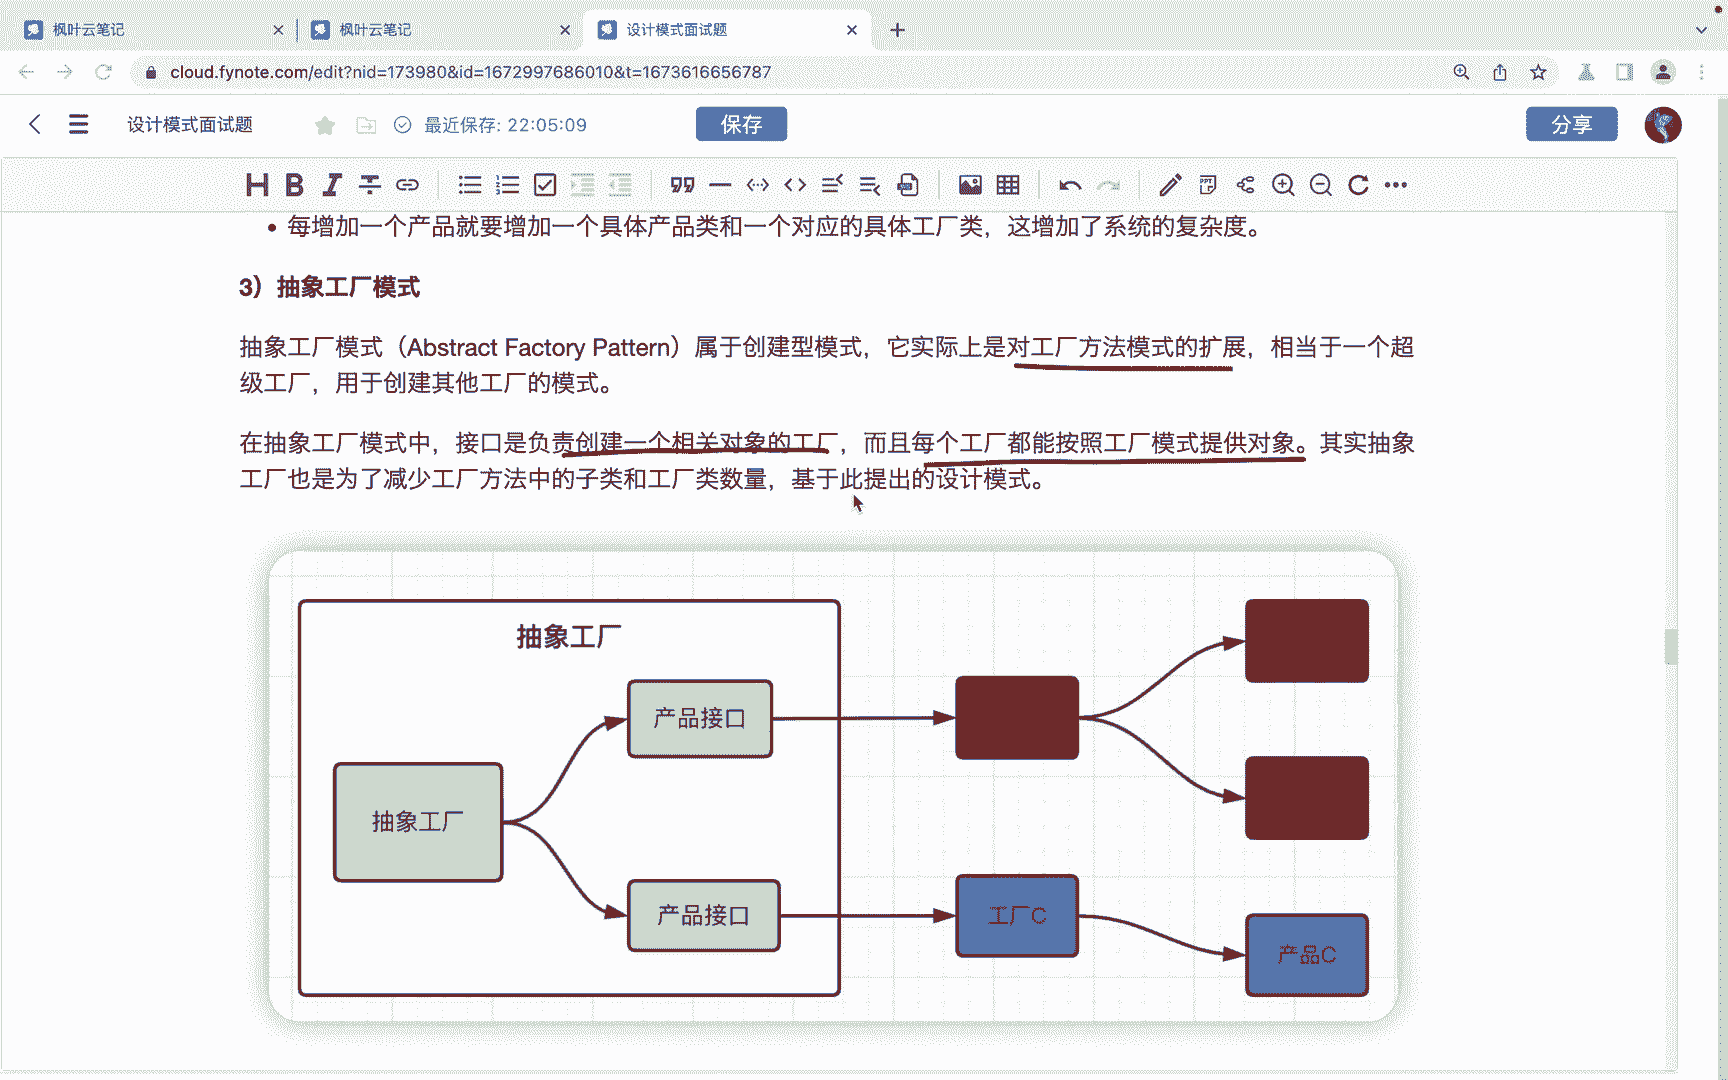 枫叶云笔记
枫叶云笔记
设计模式面试题
cloud.fynote.com/edit?nid=173980&id=1672997686010&t=1673616656787
设计模式面试题
最近保存: 22:05:09
保存
分享
H B I
每增加一个产品就要增加一个具体产品类和一个对应的具体工厂类，这增加了系统的复杂度。
3）抽象工厂模式
抽象工厂模式（Abstract Factory Pattern）属于创建型模式，它实际上是对工厂方法模式的扩展，相当于一个超
级工厂，用于创建其他工厂的模式。
在抽象工厂模式中，接口是负责创建一个相关对象的工厂，而且每个工厂都能按照工厂模式提供对象。其实抽象
工厂也是为了减少工厂方法中的子类和工厂类数量，基于此提出的设计模式。
抽象工厂
产品接口
抽象工厂
产品接口
工厂C
产品C